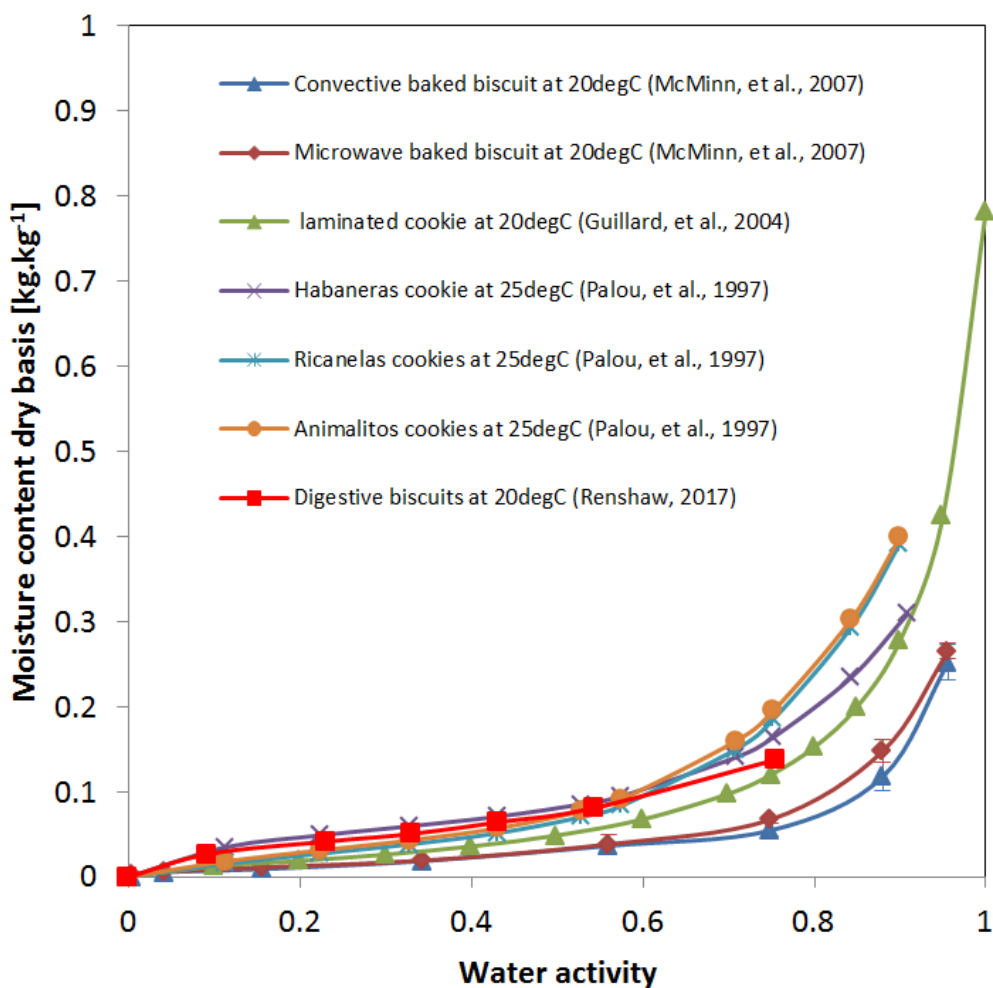 1
0.9
0.8
0.7
0.6
0.5
0.4
0.3
0.2
0.1
0
Moisture content dry basis [kg.kg⁻¹]
Convective baked biscuit at 20degC (McMinn, et al., 2007)
Microwave baked biscuit at 20degC (McMinn, et al., 2007)
laminated cookie at 20degC (Guillard, et al., 2004)
Habaneras cookie at 25degC (Palou, et al., 1997)
Ricanelas cookies at 25degC (Palou, et al., 1997)
Animalitos cookies at 25degC (Palou, et al., 1997)
Digestive biscuits at 20degC (Renshaw, 2017)
0 0.2 0.4 0.6 0.8 1
Water activity